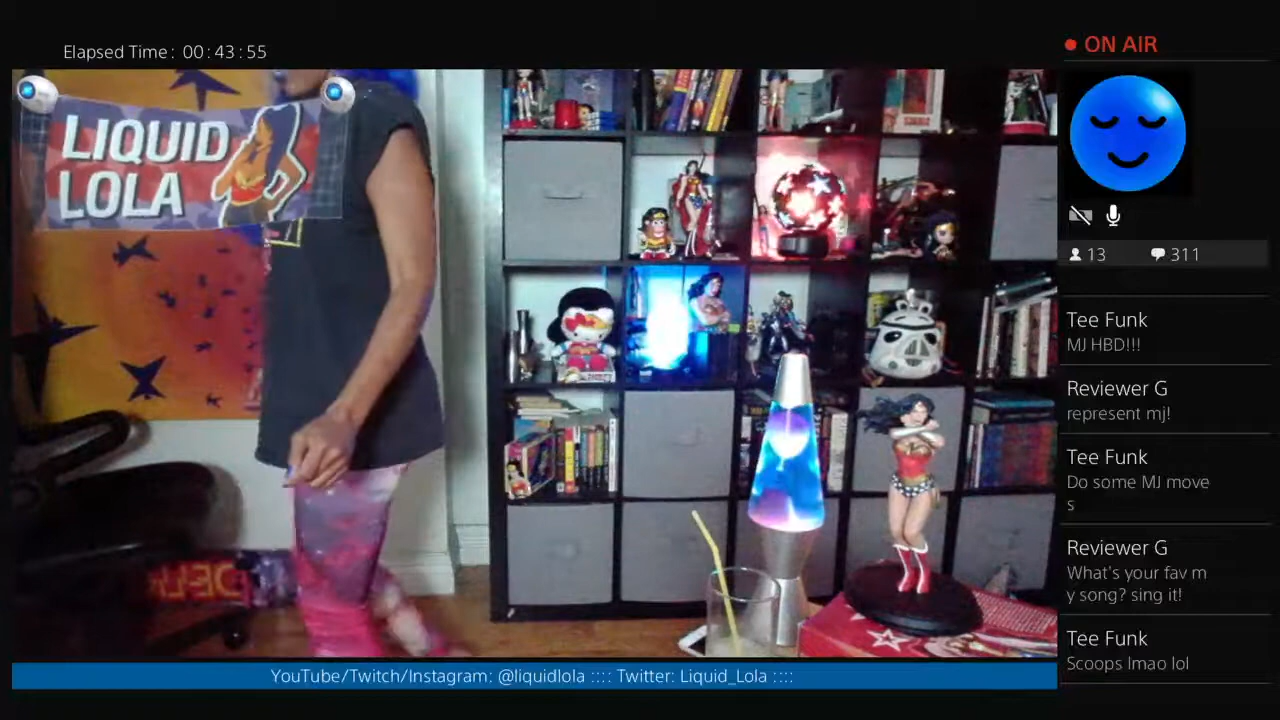 Elapsed Time: 00:43:55
ON AIR
LIQUID
LOLA
13
311
Tee Funk
MJ HBD!!!
Reviewer G
represent mj!
Tee Funk
Do some MJ move
s
Reviewer G
What's your fav m
y song? sing it!
Tee Funk
Scoops lmao lol
YouTube/Twitch/Instagram: @liquidlola :::: Twitter: Liquid_Lola ::::